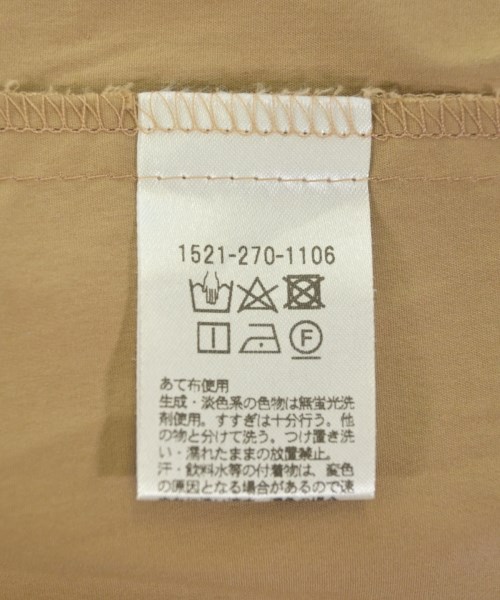 1521-270-1106
F
あて布使用
生成・淡色系の色物は無蛍光洗
剤使用。すすぎは十分行う。他
の物と分けて洗う。つけ置き洗
い・濡れたままの放置禁止。
汗・飲料水等の付着物は、変色
の原因となる場合があるので速